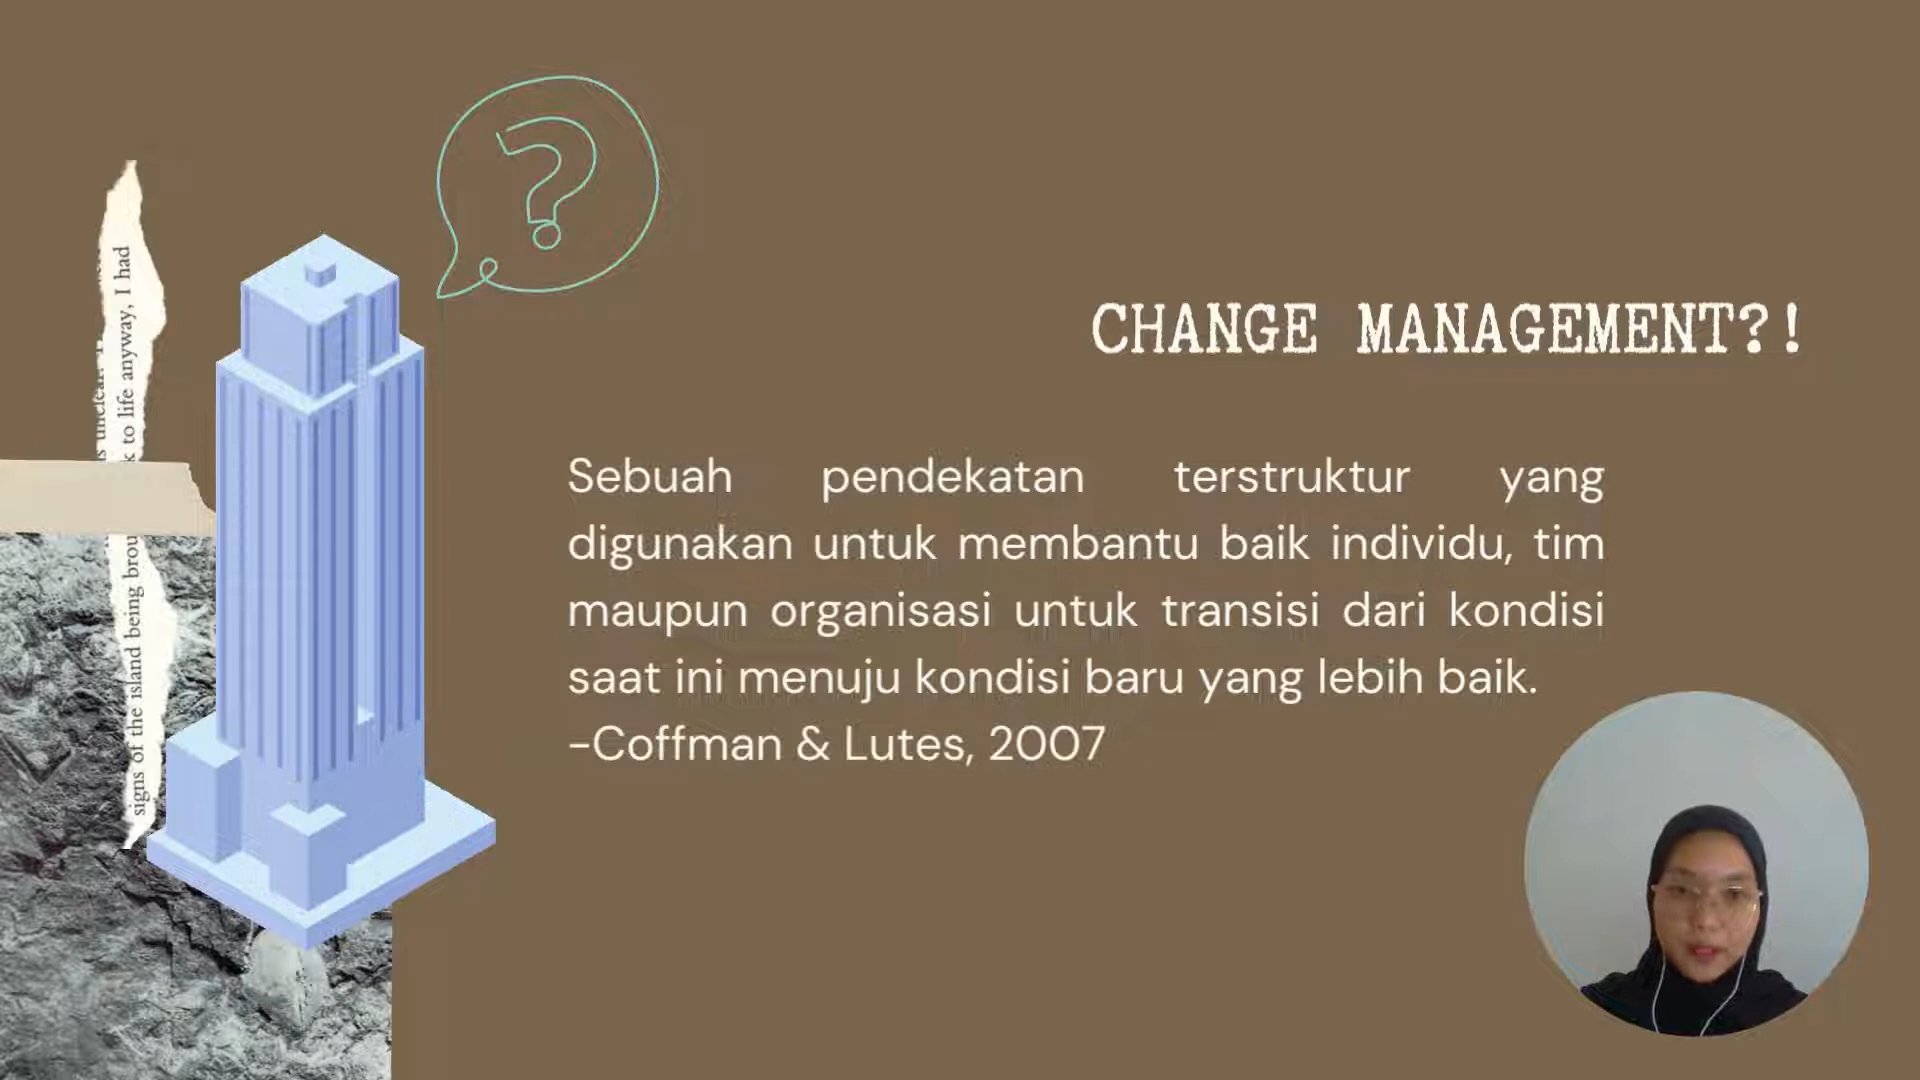 CHANGE MANAGEMENT?!
Sebuah pendekatan terstruktur yang
digunakan untuk membantu baik individu, tim
maupun organisasi untuk transisi dari kondisi
saat ini menuju kondisi baru yang lebih baik.
-Coffman & Lutes, 2007
to life anyway, I had
signs of the island being